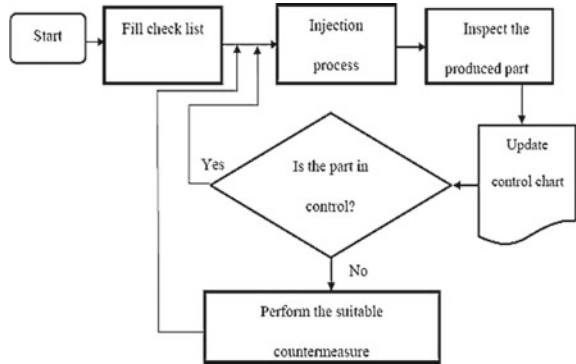 Start
Fill check list
Injection
process
Inspect the
produced part
Update
control chart
Is the part in
control?
Yes
No
Perform the suitable
countermeasure